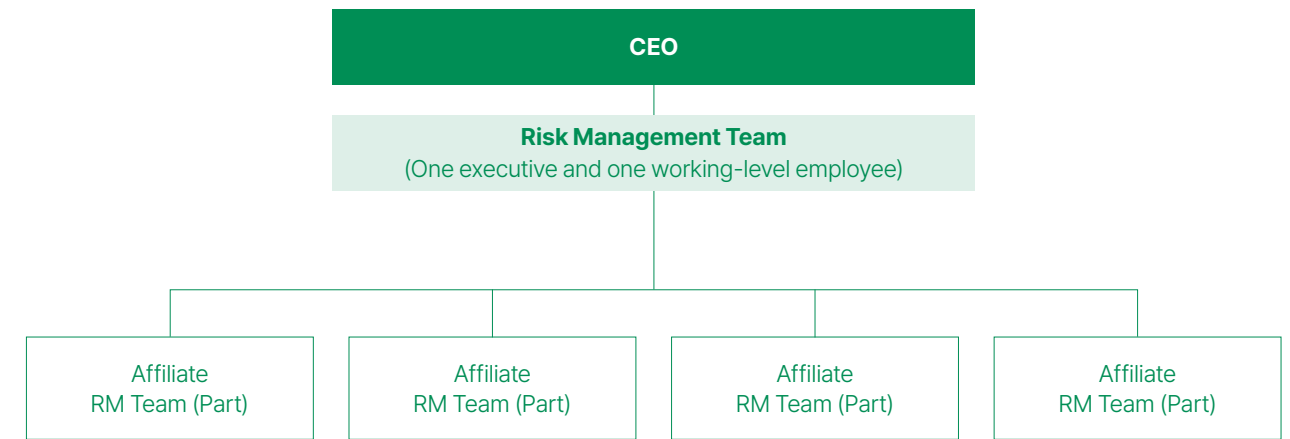 CEO
Risk Management Team
(One executive and one working-level employee)
Affiliate
RM Team (Part)
Affiliate
RM Team (Part)
Affiliate
RM Team (Part)
Affiliate
RM Team (Part)